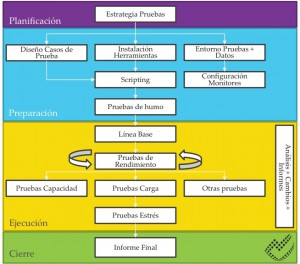 Planificación
Estrategia Pruebas
Diseño Casos de
Prueba
Instalación
Herramientas
Entorno Pruebas +
Datos
Scripting
Configuración
Monitores
Preparación
Pruebas de humo
Línea Base
Pruebas de
Rendimiento
Pruebas Capacidad
Pruebas Carga
Otras pruebas
Análisis + Cambios +
Informes
Pruebas Estrés
Ejecución
Informe Final
Cierre